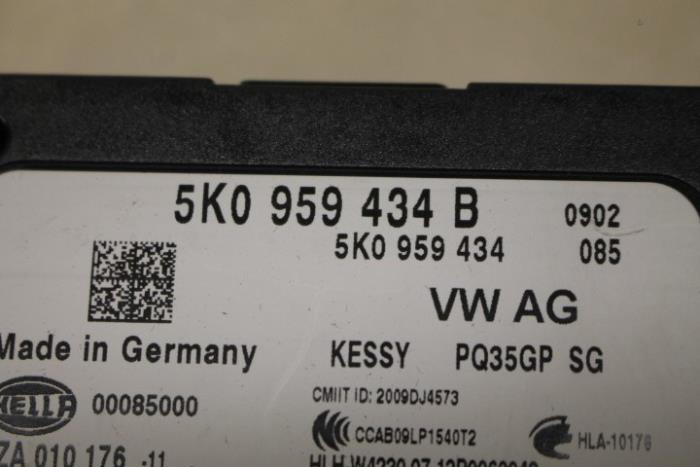 5K0 959 434 B 0902
5K0 959 434 085
VW AG
Made in Germany KESSY PQ35GP SG
CMIIT ID: 2009DJ4573
HELLA 00085000
CCAB09LP1540T2 HLA-10176
ZA 010 176 -11